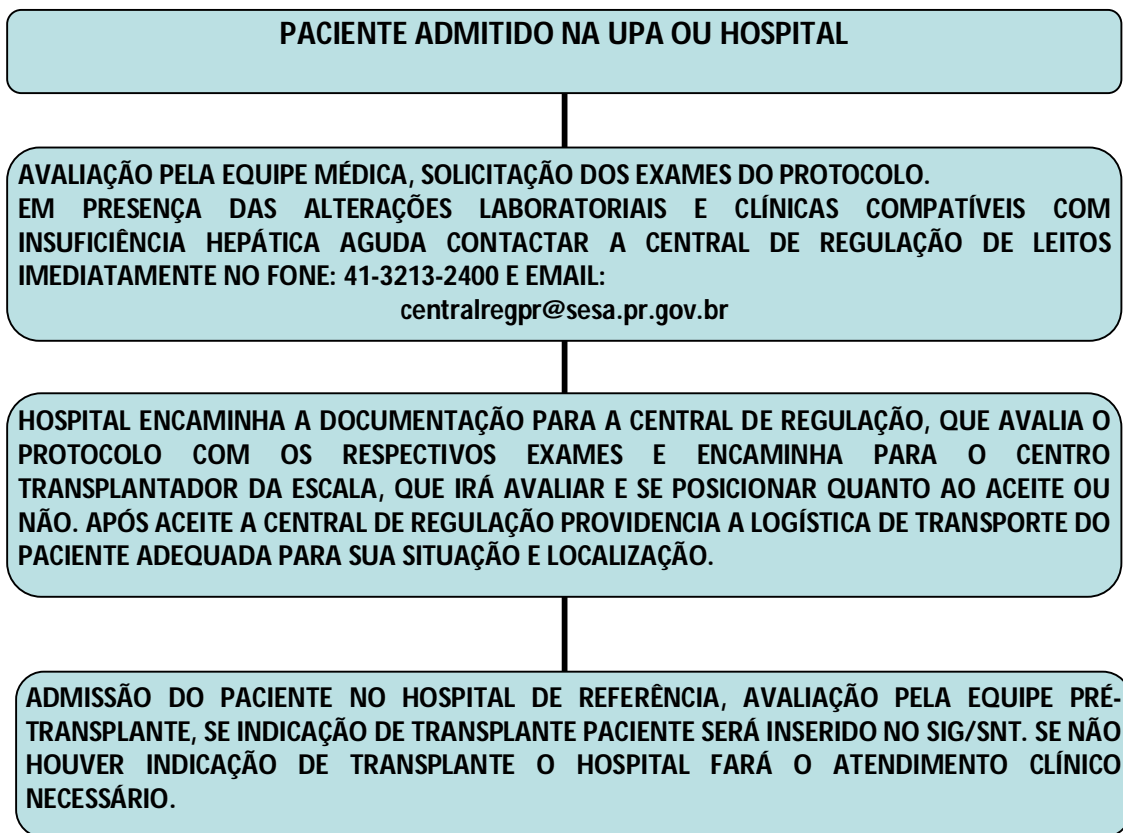 PACIENTE ADMITIDO NA UPA OU HOSPITAL
AVALIAÇÃO PELA EQUIPE MÉDICA, SOLICITAÇÃO DOS EXAMES DO PROTOCOLO.
EM PRESENÇA DAS ALTERAÇÕES LABORATORIAIS E CLÍNICAS COMPATÍVEIS COM
INSUFICIÊNCIA HEPÁTICA AGUDA CONTACTAR A CENTRAL DE REGULAÇÃO DE LEITOS
IMEDIATAMENTE NO FONE: 41-3213-2400 E EMAIL:
centralregpr@sesa.pr.gov.br
HOSPITAL ENCAMINHA A DOCUMENTAÇÃO PARA A CENTRAL DE REGULAÇÃO, QUE AVALIA O
PROTOCOLO COM OS RESPECTIVOS EXAMES E ENCAMINHA PARA O CENTRO
TRANSPLANTADOR DA ESCALA, QUE IRÁ AVALIAR E SE POSICIONAR QUANTO AO ACEITE OU
NÃO. APÓS ACEITE A CENTRAL DE REGULAÇÃO PROVIDENCIA A LOGÍSTICA DE TRANSPORTE DO
PACIENTE ADEQUADA PARA SUA SITUAÇÃO E LOCALIZAÇÃO.
ADMISSÃO DO PACIENTE NO HOSPITAL DE REFERÊNCIA, AVALIAÇÃO PELA EQUIPE PRÉ-
TRANSPLANTE, SE INDICAÇÃO DE TRANSPLANTE PACIENTE SERÁ INSERIDO NO SIG/SNT. SE NÃO
HOUVER INDICAÇÃO DE TRANSPLANTE O HOSPITAL FARÁ O ATENDIMENTO CLÍNICO
NECESSÁRIO.